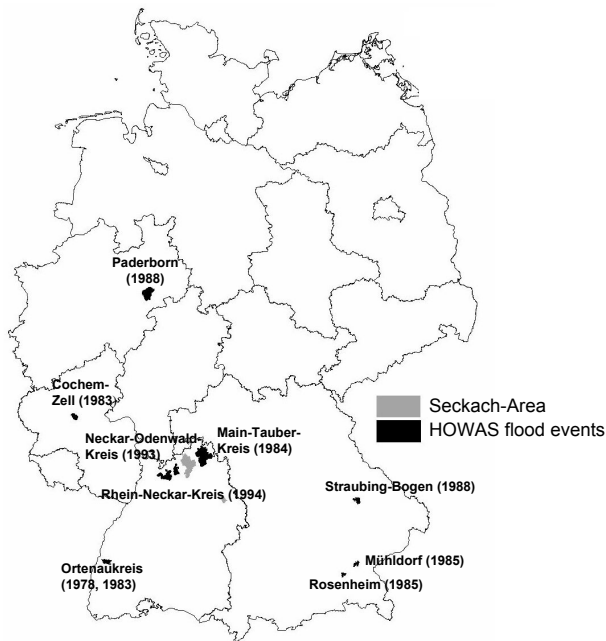 Paderborn
(1988)
Cochem-
Zell (1983)
Neckar-Odenwald-
Kreis (1993)
Main-Tauber-
Kreis (1984)
Rhein-Neckar-Kreis (1994)
Seckach-Area
HOWAS flood events
Straubing-Bogen (1988)
Mühldorf (1985)
Rosenheim (1985)
Ortenaukreis
(1978, 1983)